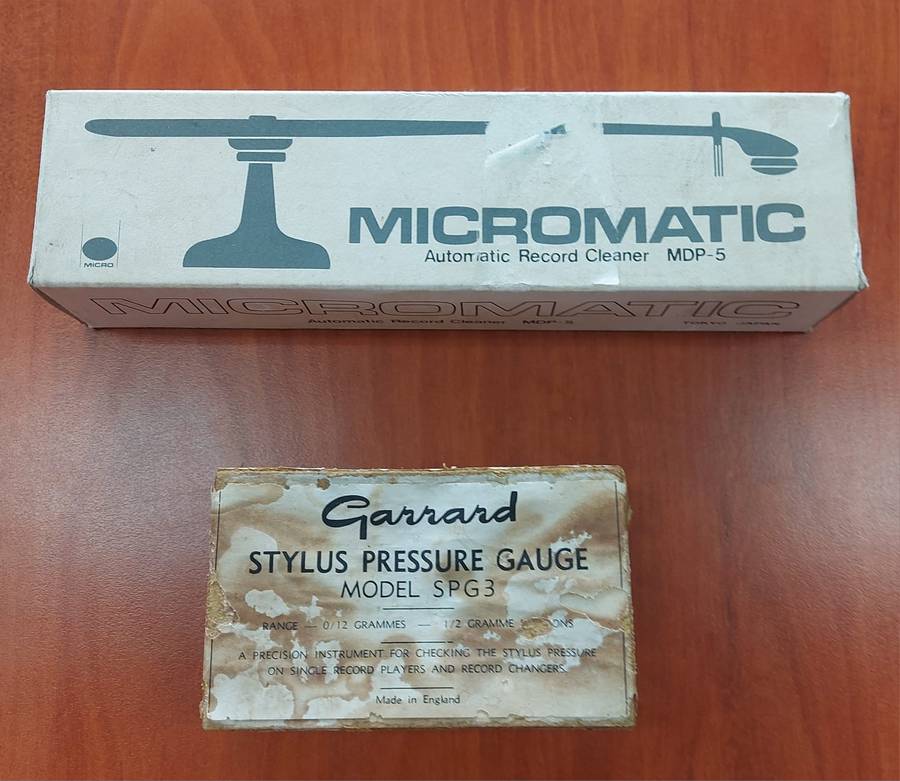 MICROMATIC
Automatic Record Cleaner MDP-5
MICRO
MICROMATIC
Automatic Record Cleaner MDP-5 TOKYO JAPAN
Garrard
STYLUS PRESSURE GAUGE
MODEL SPG3
RANGE — 0/12 GRAMMES — 1/2 GRAMME
A PRECISION INSTRUMENT FOR CHECKING THE STYLUS PRESSURE
ON SINGLE RECORD PLAYERS AND RECORD CHANGERS.
Made in England